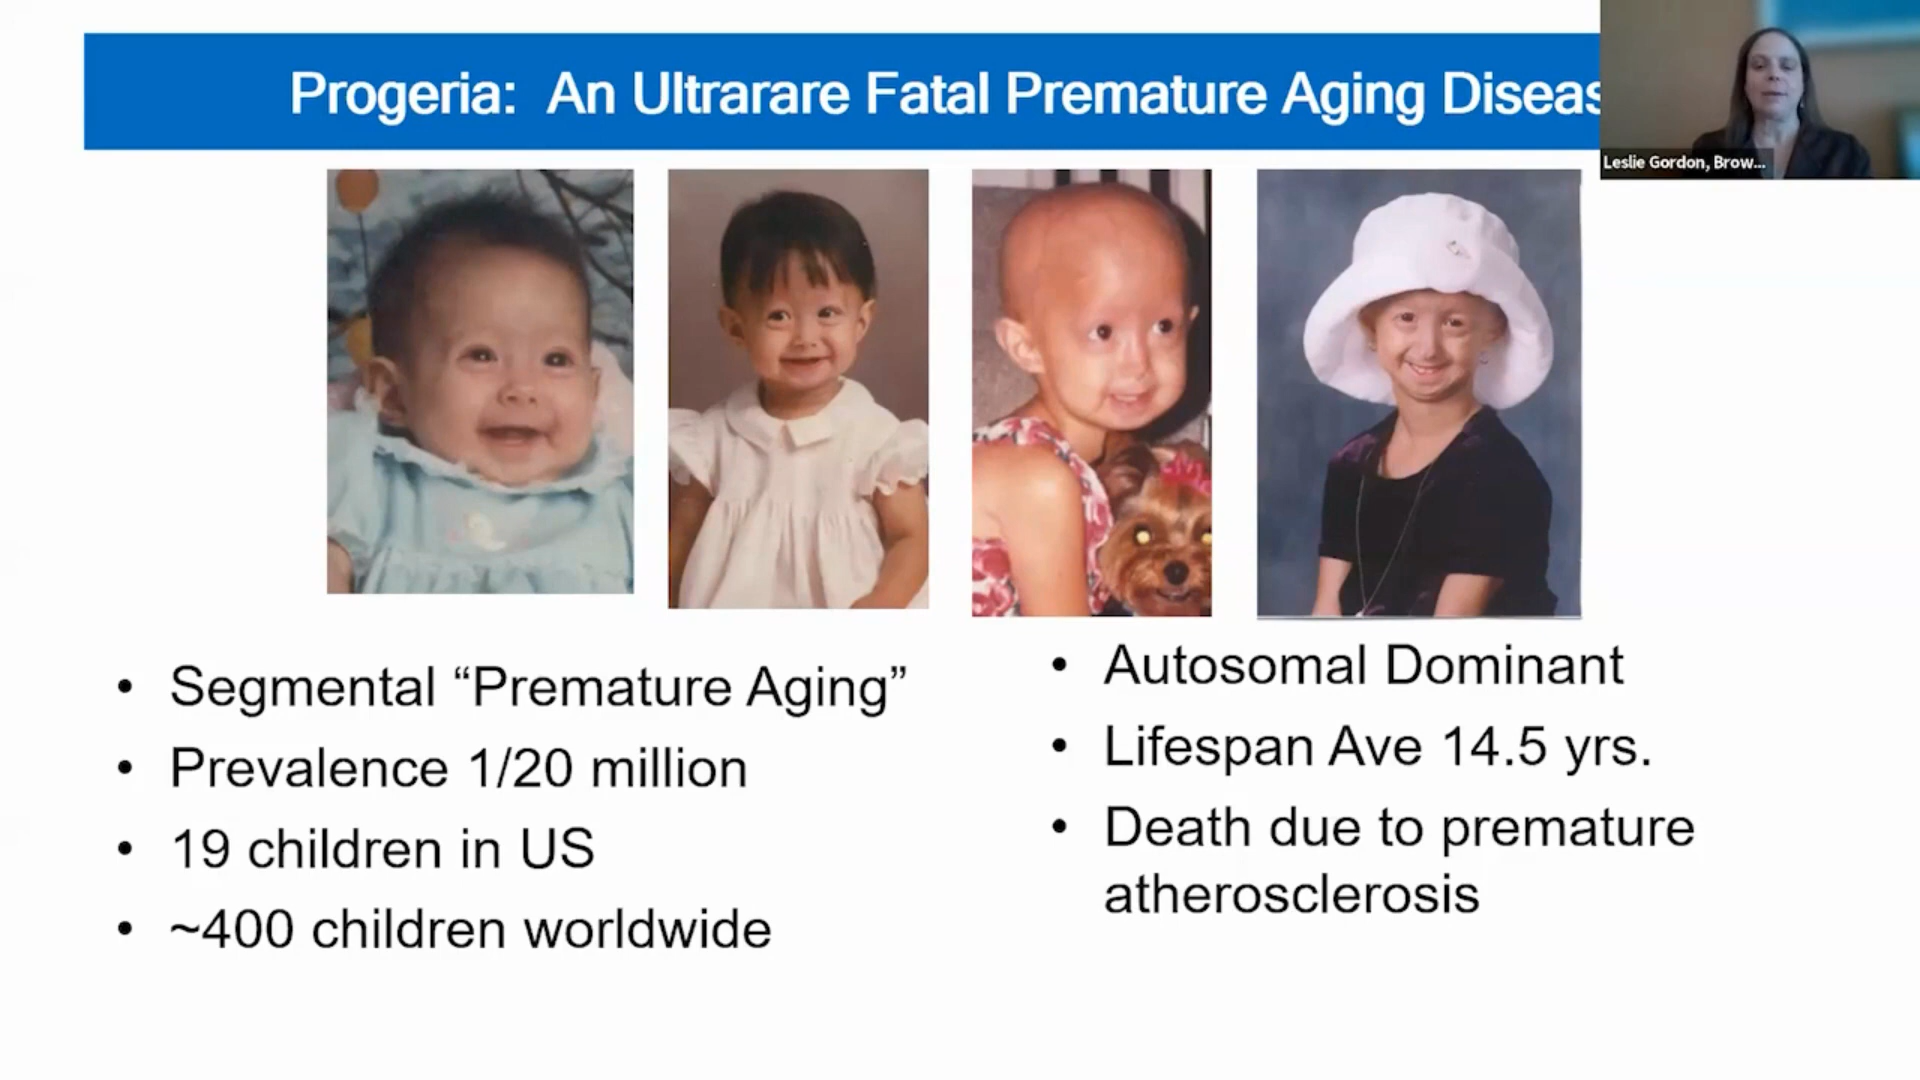 Progeria: An Ultrarare Fatal Premature Aging Diseas
Leslie Gordon, Brow...
• Segmental “Premature Aging”
• Prevalence 1/20 million
• 19 children in US
• ~400 children worldwide
• Autosomal Dominant
• Lifespan Ave 14.5 yrs.
• Death due to premature
atherosclerosis